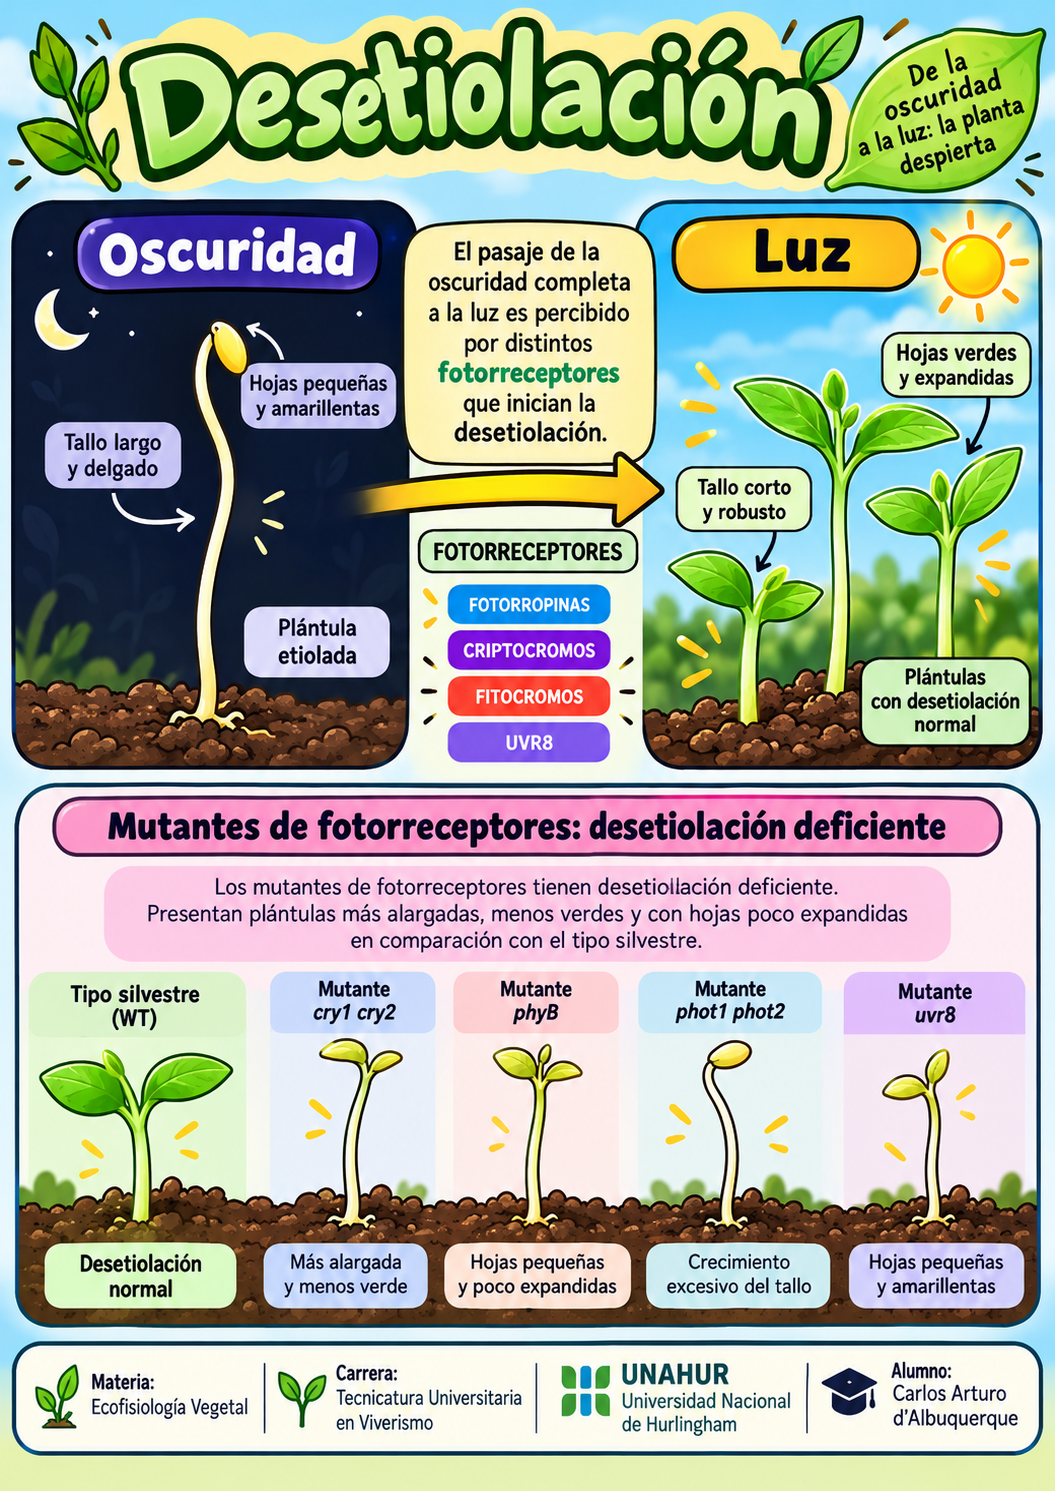 Desetiolación
De la
oscuridad
a la luz: la planta
despierta
Oscuridad
Hojas pequeñas
y amarillentas
Tallo largo
y delgado
Plántula
etiolada
El pasaje de la
oscuridad completa
a la luz es percibido
por distintos
fotorreceptores
que inician la
desetiolación.
FOTORRECEPTORES
FOTORROPINAS
CRIPTOCROMOS
FITOCROMOS
UVR8
Luz
Hojas verdes
y expandidas
Tallo corto
y robusto
Plántulas
con desetiolación
normal
Mutantes de fotorreceptores: desetiolación deficiente
Los mutantes de fotorreceptores tienen desetiollación deficiente.
Presentan plántulas más alargadas, menos verdes y con hojas poco expandidas
en comparación con el tipo silvestre.
Tipo silvestre
(WT)
Desetiolación
normal
Mutante
cry1 cry2
Más alargada
y menos verde
Mutante
phyB
Hojas pequeñas
y poco expandidas
Mutante
phot1 phot2
Crecimiento
excesivo del tallo
Mutante
uvr8
Hojas pequeñas
y amarillentas
Materia:
Ecofisiología Vegetal
Carrera:
Tecnicatura Universitaria
en Viverismo
UNAHUR
Universidad Nacional
de Hurlingham
Alumno:
Carlos Arturo
d'Albuquerque